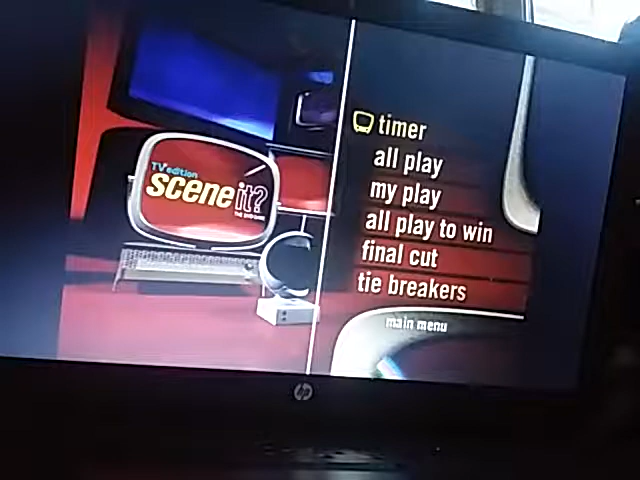 TV edition
scene it?
timer
all play
my play
all play to win
final cut
tie breakers
main menu
hp